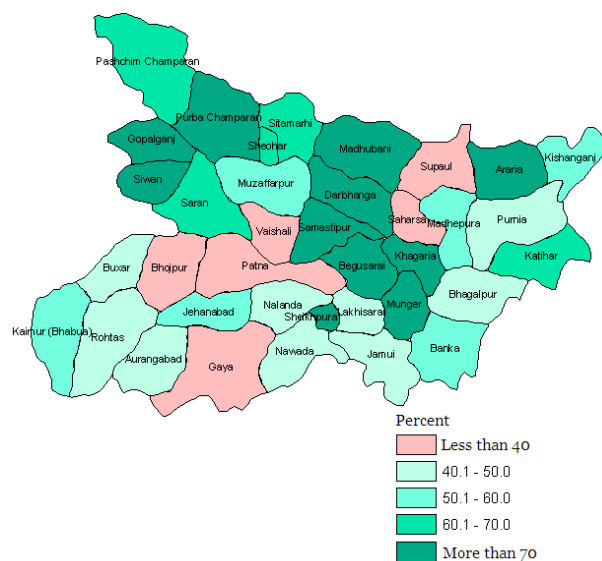 Pashchim Champaran
Purba Champaran
Sitamarhi
Gopalganj
Sheohar
Madhubani
Supaul
Araria
Kishanganj
Siwan
Muzaffarpur
Darbhanga
Saran
Saharsa
Madhepura
Purnia
Vaishali
Samastipur
Khagaria
Katihar
Buxar
Bhojpur
Patna
Begusarai
Bhagalpur
Jehanabad
Nalanda
Sheikhpura
Lakhisarai
Munger
Kaimur (Bhabua)
Rohtas
Aurangabad
Gaya
Nawada
Jamui
Banka
Percent
Less than 40
40.1 - 50.0
50.1 - 60.0
60.1 - 70.0
More than 70